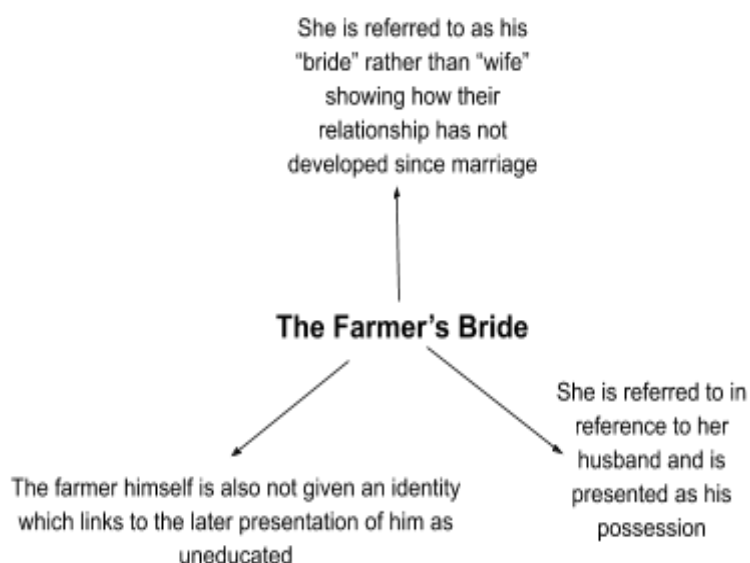 She is referred to as his
“bride” rather than “wife”
showing how their
relationship has not
developed since marriage
The Farmer’s Bride
She is referred to in
reference to her
husband and is
presented as his
possession
The farmer himself is also not given an identity
which links to the later presentation of him as
uneducated